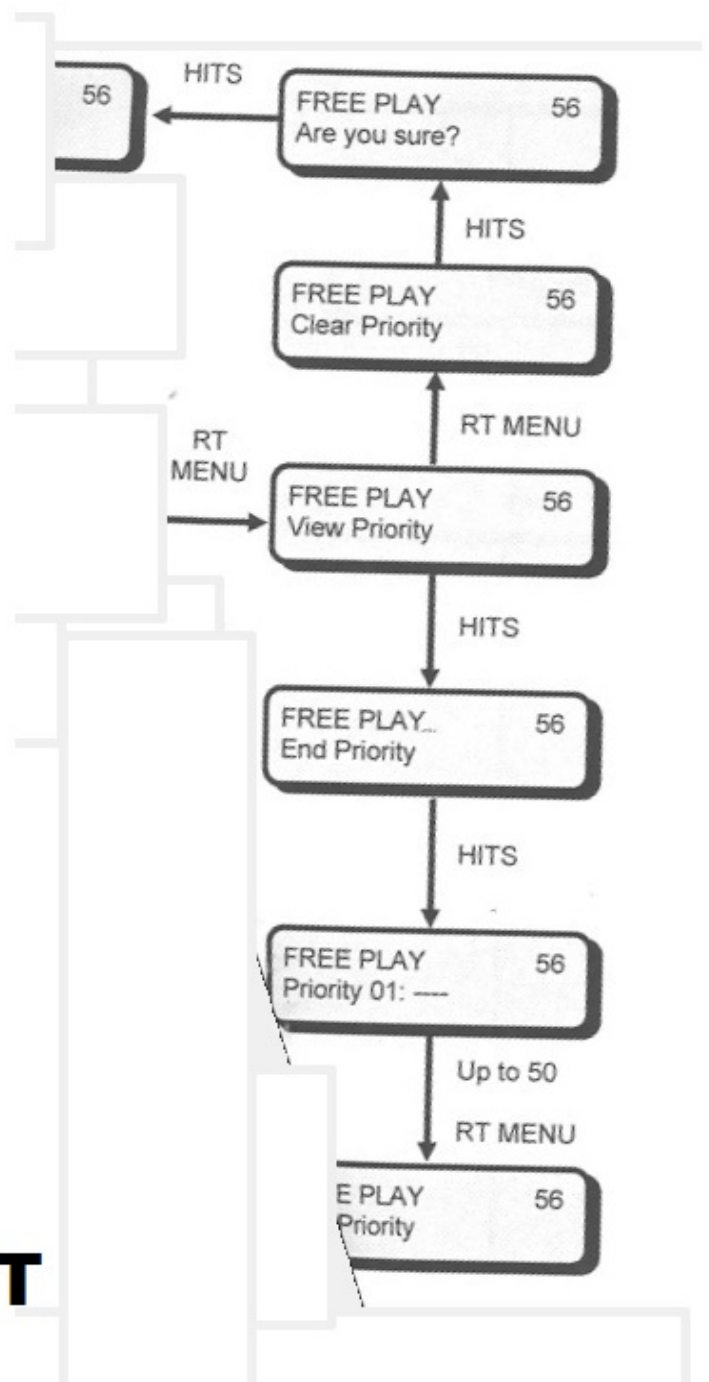 HITS
56
FREE PLAY 56
Are you sure?
HITS
FREE PLAY 56
Clear Priority
RT MENU
RT
MENU
FREE PLAY 56
View Priority
HITS
FREE PLAY... 56
End Priority
HITS
FREE PLAY 56
Priority 01: ----
Up to 50
RT MENU
E PLAY 56
Priority
T